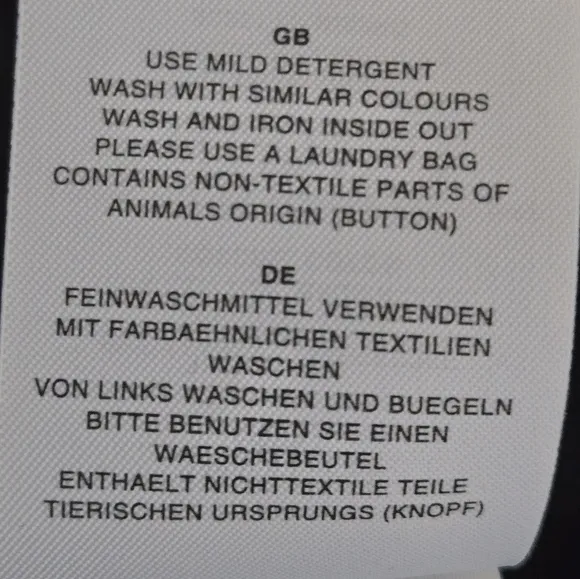 GB
USE MILD DETERGENT
WASH WITH SIMILAR COLOURS
WASH AND IRON INSIDE OUT
PLEASE USE A LAUNDRY BAG
CONTAINS NON-TEXTILE PARTS OF
ANIMALS ORIGIN (BUTTON)
DE
FEINWASCHMITTEL VERWENDEN
MIT FARBAEHNLICHEN TEXTILIEN
WASCHEN
VON LINKS WASCHEN UND BUEGELN
BITTE BENUTZEN SIE EINEN
WAESCHEBEUTEL
ENTHAELT NICHTTEXTILE TEILE
TIERISCHEN URSPRUNGS (KNOPF)